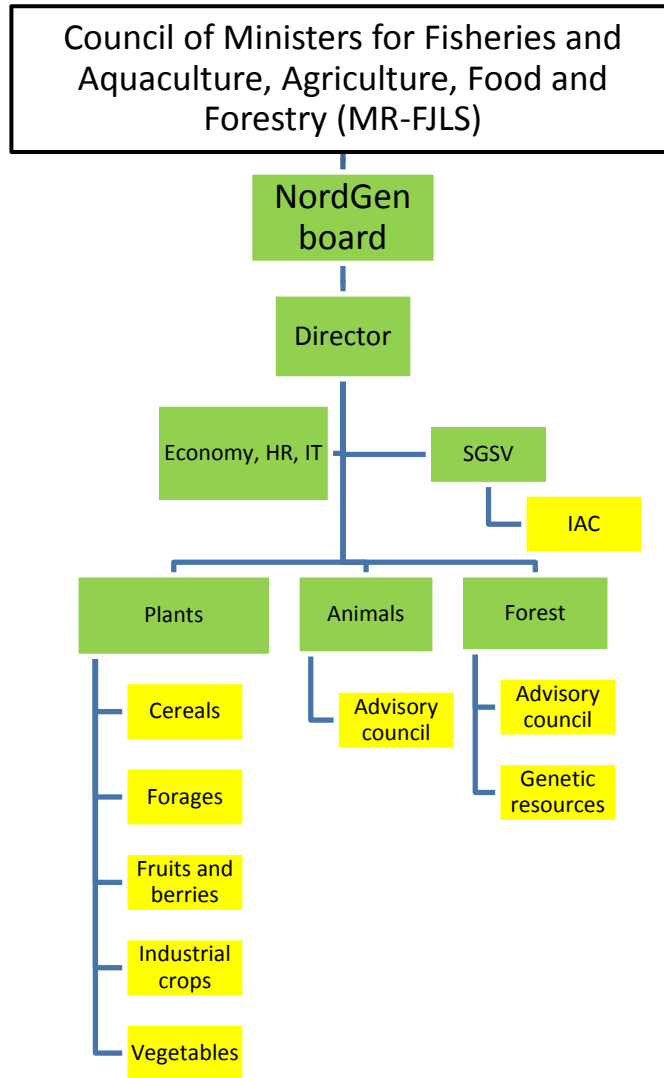 Council of Ministers for Fisheries and
Aquaculture, Agriculture, Food and
Forestry (MR-FJLS)
NordGen
board
Director
Economy, HR, IT
SGSV
IAC
Plants
Animals
Forest
Cereals
Forages
Fruits and
berries
Industrial
crops
Vegetables
Advisory
council
Advisory
council
Genetic
resources